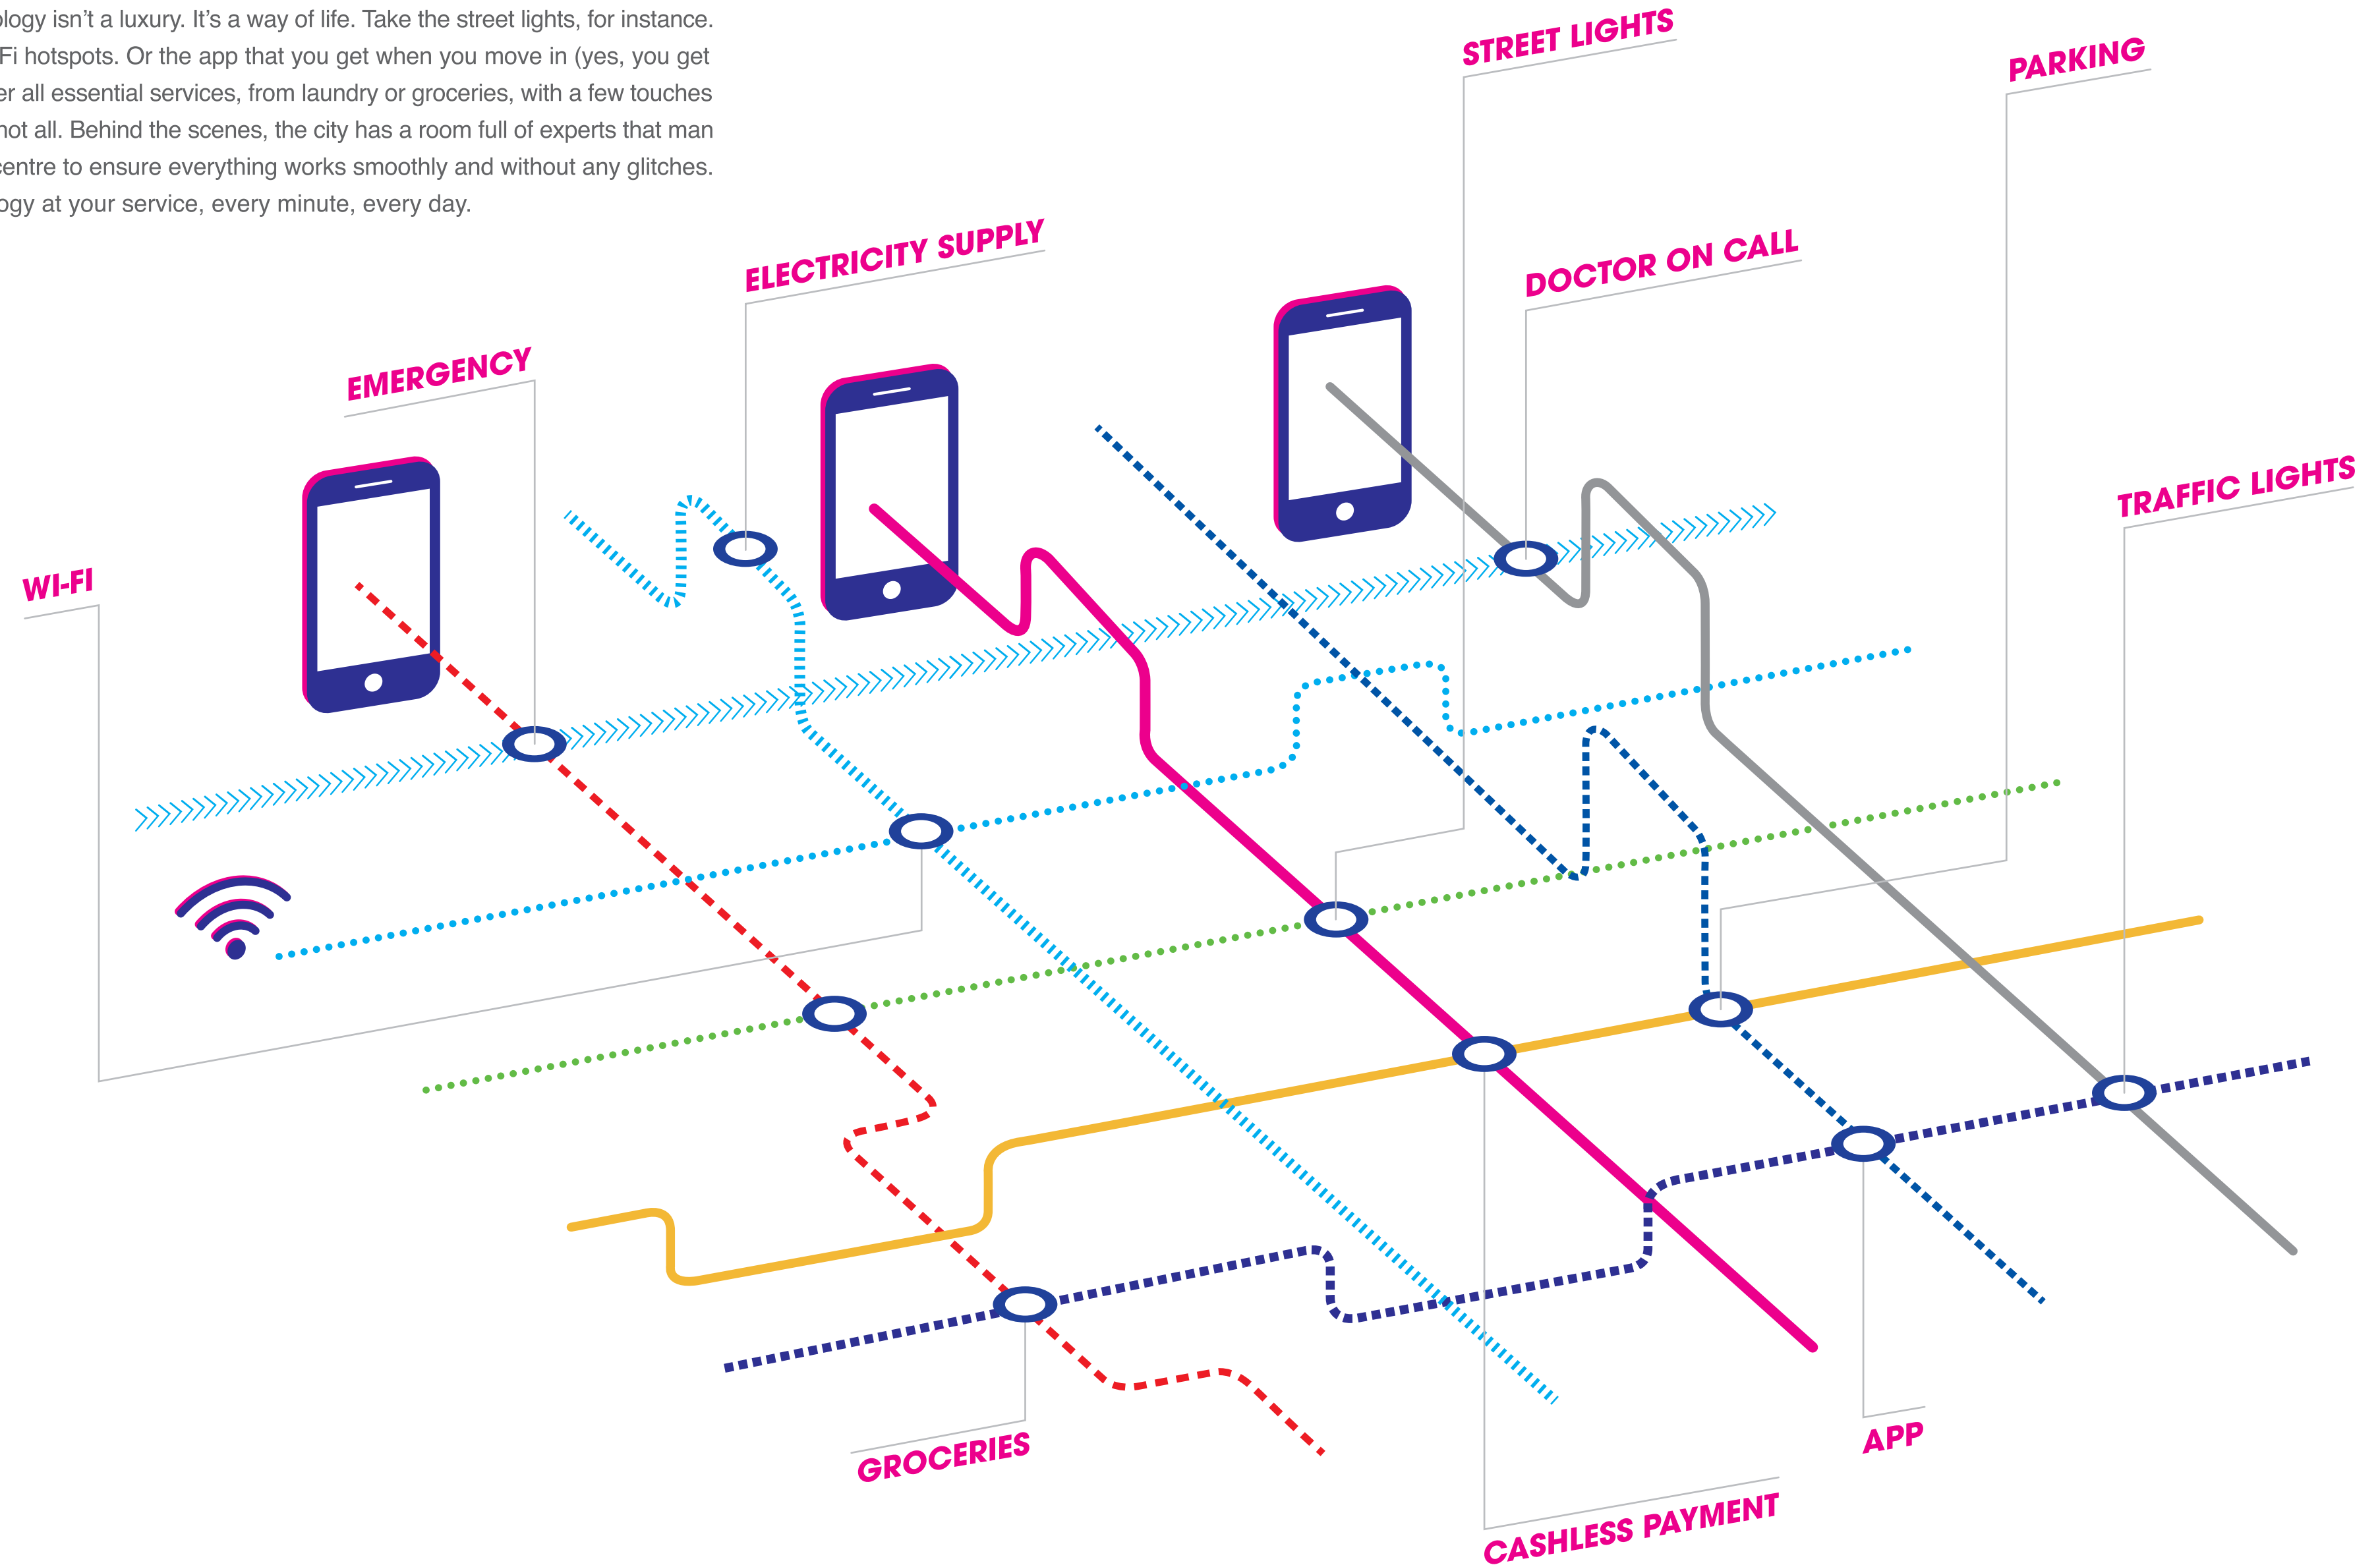 ology isn’t a luxury. It’s a way of life. Take the street lights, for instance.
Fi hotspots. Or the app that you get when you move in (yes, you get
er all essential services, from laundry or groceries, with a few touches
not all. Behind the scenes, the city has a room full of experts that man
centre to ensure everything works smoothly and without any glitches.
ogy at your service, every minute, every day.
STREET LIGHTS
PARKING
ELECTRICITY SUPPLY
DOCTOR ON CALL
EMERGENCY
TRAFFIC LIGHTS
WI-FI
GROCERIES
APP
CASHLESS PAYMENT